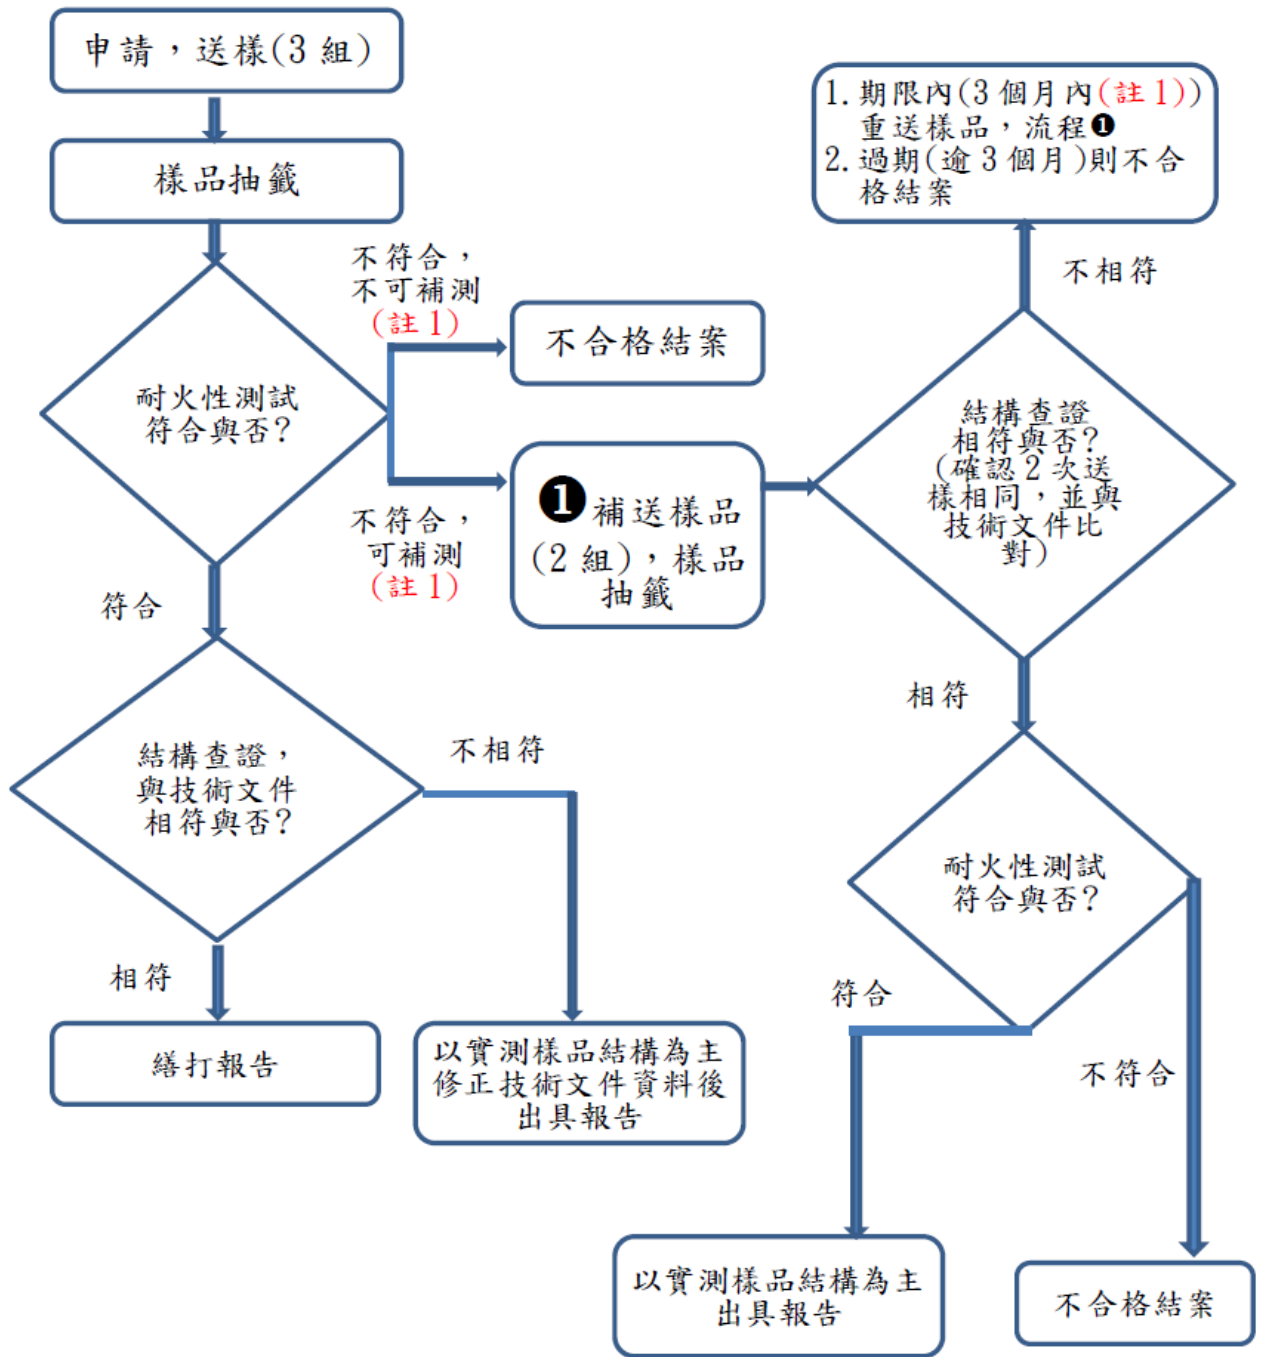 申請，送樣(3 組)
樣品抽籤
耐火性測試
符合與否?
不符合，
不可補測
(註 1)
不合格結案
不符合，
可補測
(註 1)
❶補送樣品
(2 組)，樣品
抽籤
1. 期限內(3 個月內(註 1))
重送樣品，流程❶
2. 過期(逾 3 個月)則不合
格結案
不相符
結構查證
相符與否?
(確認 2 次送
樣相同，並與
技術文件比
對)
相符
耐火性測試
符合與否?
符合
以實測樣品結構為主
出具報告
不符合
不合格結案
符合
結構查證，
與技術文件
相符與否?
不相符
以實測樣品結構為主
修正技術文件資料後
出具報告
相符
繕打報告